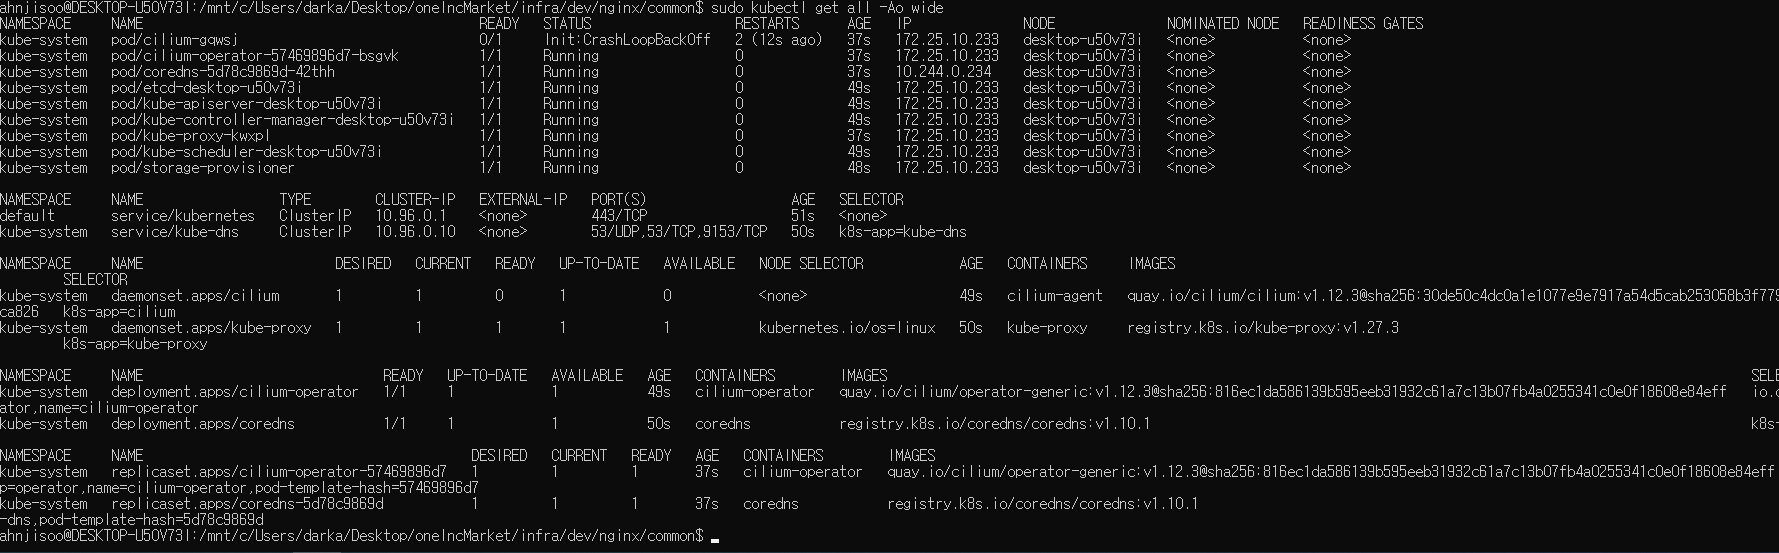 ahnjisoo@DESKTOP-U5OV73I:/mnt/c/Users/darka/Desktop/oneIncMarket/infra/dev/nginx/common$ sudo kubectl get all -Ao wide
NAMESPACE NAME READY STATUS RESTARTS AGE IP NODE NOMINATED NODE READINESS GATES
kube-system pod/cilium-gqwsj 0/1 Init:CrashLoopBackOff 2 (12s ago) 37s 172.25.10.233 desktop-u5ov73i <none> <none>
kube-system pod/cilium-operator-57469896d7-bsgvk 1/1 Running 0 37s 172.25.10.233 desktop-u5ov73i <none> <none>
kube-system pod/coredns-5d78c9869d-42thh 1/1 Running 0 37s 10.244.0.234 desktop-u5ov73i <none> <none>
kube-system pod/etcd-desktop-u5ov73i 1/1 Running 0 49s 172.25.10.233 desktop-u5ov73i <none> <none>
kube-system pod/kube-apiserver-desktop-u5ov73i 1/1 Running 0 49s 172.25.10.233 desktop-u5ov73i <none> <none>
kube-system pod/kube-controller-manager-desktop-u5ov73i 1/1 Running 0 49s 172.25.10.233 desktop-u5ov73i <none> <none>
kube-system pod/kube-proxy-kwxpl 1/1 Running 0 37s 172.25.10.233 desktop-u5ov73i <none> <none>
kube-system pod/kube-scheduler-desktop-u5ov73i 1/1 Running 0 49s 172.25.10.233 desktop-u5ov73i <none> <none>
kube-system pod/storage-provisioner 1/1 Running 0 48s 172.25.10.233 desktop-u5ov73i <none> <none>
NAMESPACE NAME TYPE CLUSTER-IP EXTERNAL-IP PORT(S) AGE SELECTOR
default service/kubernetes ClusterIP 10.96.0.1 <none> 443/TCP 51s <none>
kube-system service/kube-dns ClusterIP 10.96.0.10 <none> 53/UDP,53/TCP,9153/TCP 50s k8s-app=kube-dns
NAMESPACE NAME DESIRED CURRENT READY UP-TO-DATE AVAILABLE NODE SELECTOR AGE CONTAINERS IMAGES
SELECTOR
kube-system daemonset.apps/cilium 1 1 0 1 0 <none> 49s cilium-agent quay.io/cilium/cilium:v1.12.3@sha256:30de50c4dc0a1e1077e9e7917a54d5cab253058b3f779
ca826 k8s-app=cilium
kube-system daemonset.apps/kube-proxy 1 1 1 1 1 kubernetes.io/os=linux 50s kube-proxy registry.k8s.io/kube-proxy:v1.27.3
k8s-app=kube-proxy
NAMESPACE NAME READY UP-TO-DATE AVAILABLE AGE CONTAINERS IMAGES SELE
kube-system deployment.apps/cilium-operator 1/1 1 1 49s cilium-operator quay.io/cilium/operator-generic:v1.12.3@sha256:816ec1da586139b595eeb31932c61a7c13b07fb4a0255341c0e0f18608e84eff io.c
ator,name=cilium-operator
kube-system deployment.apps/coredns 1/1 1 1 50s coredns registry.k8s.io/coredns/coredns:v1.10.1 k8s-
NAMESPACE NAME DESIRED CURRENT READY AGE CONTAINERS IMAGES
kube-system replicaset.apps/cilium-operator-57469896d7 1 1 1 37s cilium-operator quay.io/cilium/operator-generic:v1.12.3@sha256:816ec1da586139b595eeb31932c61a7c13b07fb4a0255341c0e0f18608e84eff
p=operator,name=cilium-operator,pod-template-hash=57469896d7
kube-system replicaset.apps/coredns-5d78c9869d 1 1 1 37s coredns registry.k8s.io/coredns/coredns:v1.10.1
-dns,pod-template-hash=5d78c9869d
ahnjisoo@DESKTOP-U5OV73I:/mnt/c/Users/darka/Desktop/oneIncMarket/infra/dev/nginx/common$